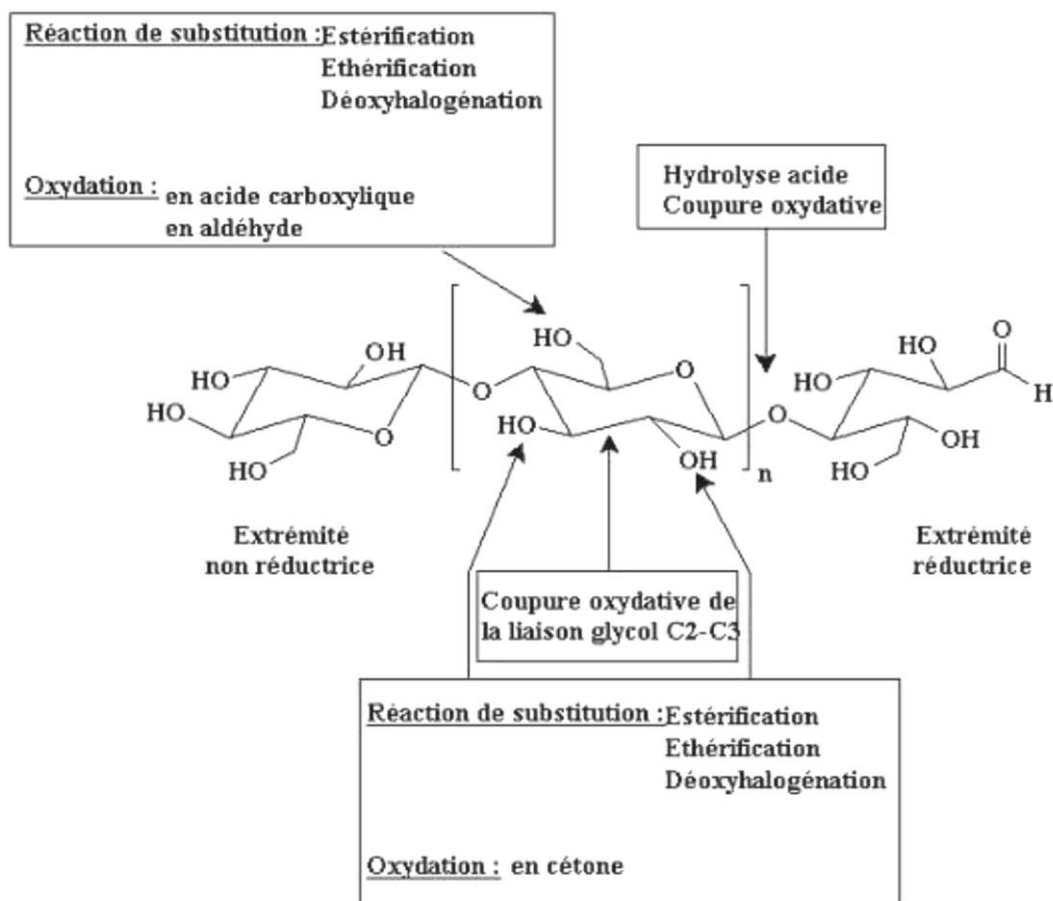 Réaction de substitution :Estérification
Ethérification
Déoxyhalogénation
Oxydation : en acide carboxylique
en aldéhyde
Hydrolyse acide
Coupure oxydative
HO
O
OH
HO
HO
HO
O
HO
O
HO
O
OH
n
O
HO
HO
O
H
OH
HO
Extrémité
non réductrice
Extrémité
réductrice
Coupure oxydative de
la liaison glycol C2-C3
Réaction de substitution :Estérification
Ethérification
Déoxyhalogénation
Oxydation : en cétone